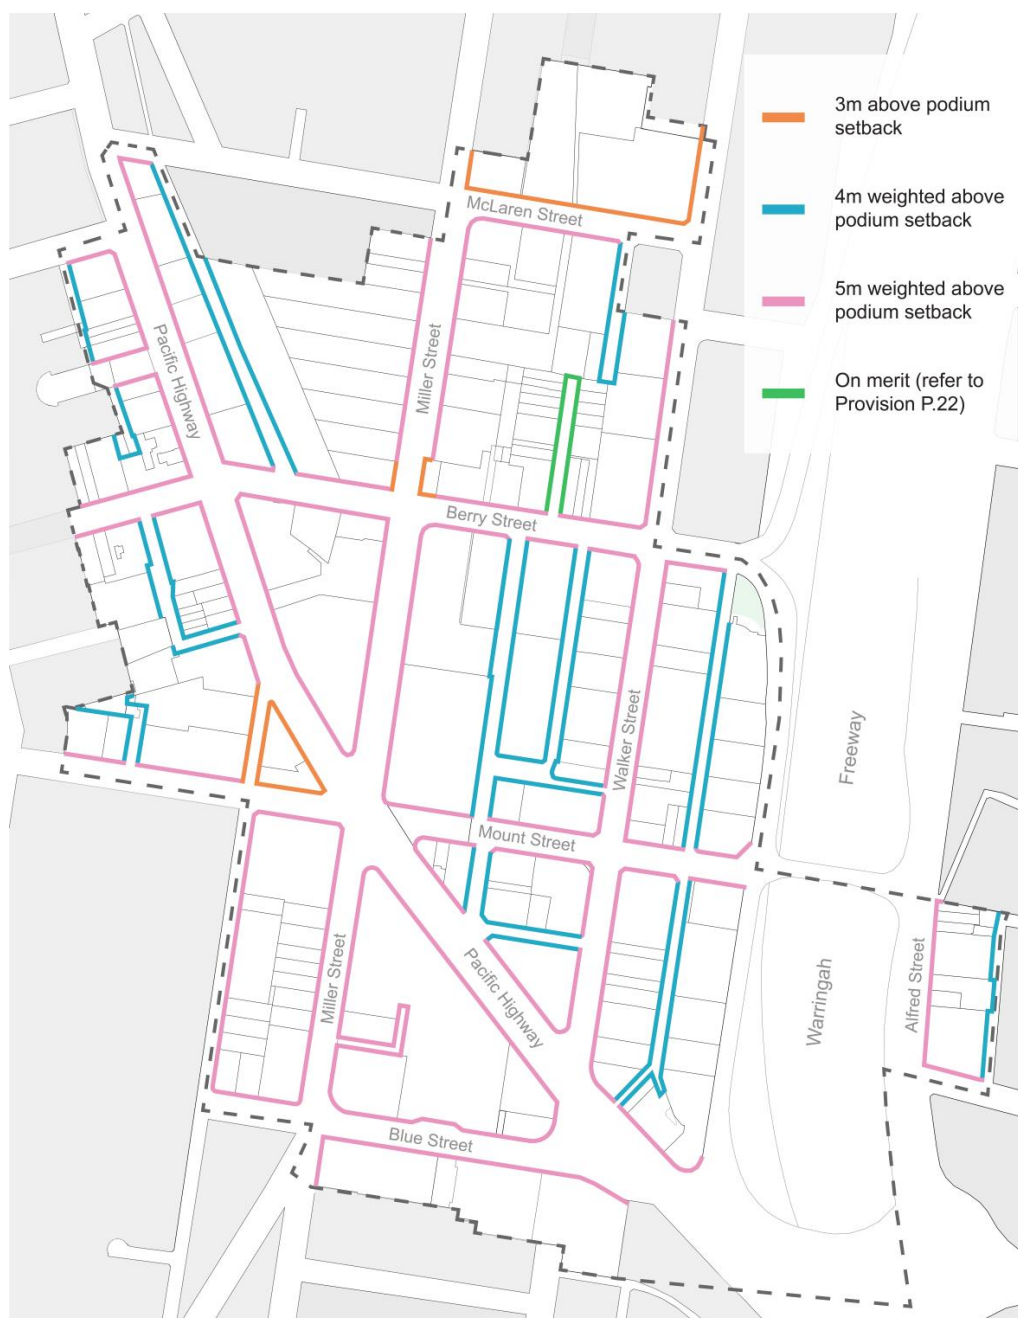 3m above podium
setback
4m weighted above
podium setback
5m weighted above
podium setback
On merit (refer to
Provision P.22)
McLaren Street
Pacific Highway
Miller Street
Berry Street
Walker Street
Freeway
Mount Street
Miller Street
Pacific Highway
Warringah
Alfred Street
Blue Street